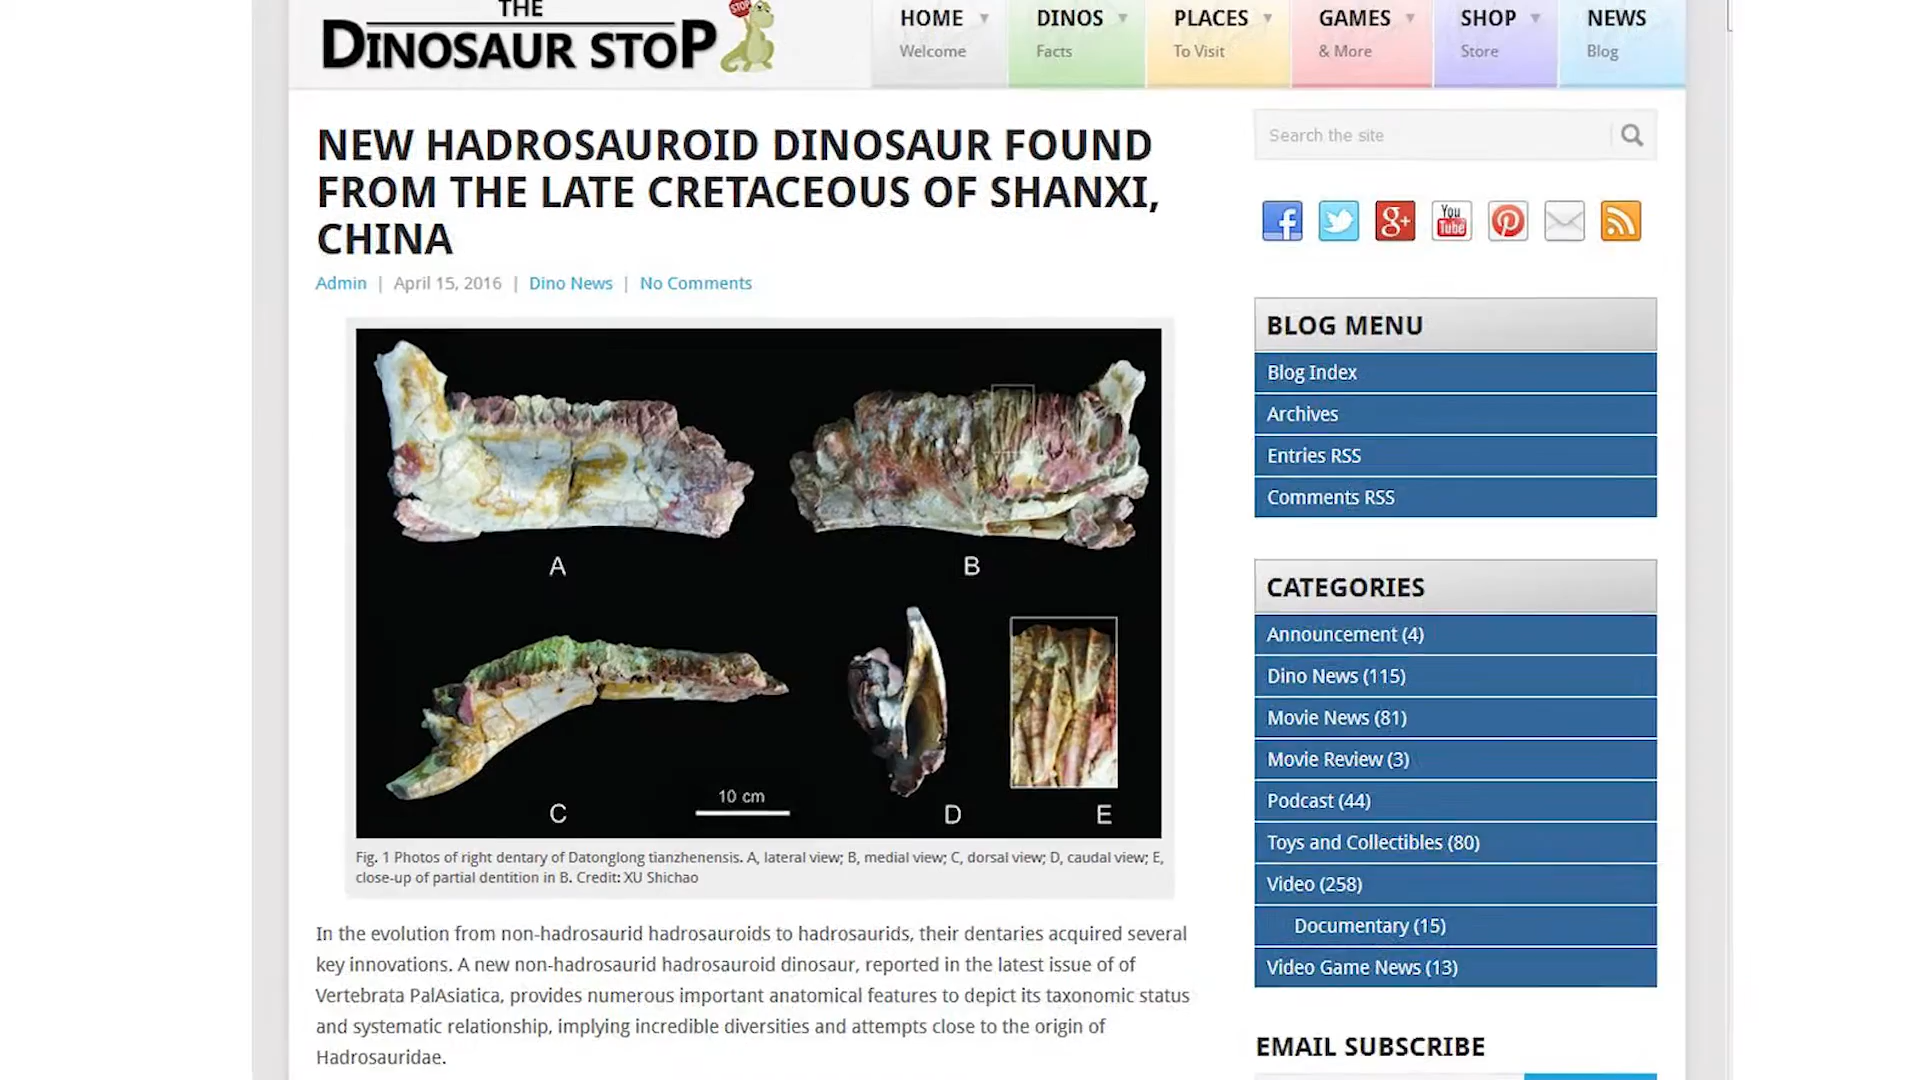 THE
DINOSAUR STOP
STOP
HOME
Welcome
DINOS
Facts
PLACES
To Visit
GAMES
& More
SHOP
Store
NEWS
Blog
NEW HADROSAUROID DINOSAUR FOUND
FROM THE LATE CRETACEOUS OF SHANXI,
CHINA
Admin | April 15, 2016 | Dino News | No Comments
A
B
C
10 cm
D
E
Fig. 1 Photos of right dentary of Datonglong tianzhenensis. A, lateral view; B, medial view; C, dorsal view; D, caudal view; E,
close-up of partial dentition in B. Credit: XU Shichao
In the evolution from non-hadrosaurid hadrosauroids to hadrosaurids, their dentaries acquired several
key innovations. A new non-hadrosaurid hadrosauroid dinosaur, reported in the latest issue of of
Vertebrata PalAsiatica, provides numerous important anatomical features to depict its taxonomic status
and systematic relationship, implying incredible diversities and attempts close to the origin of
Hadrosauridae.
Search the site
g+
You
Tube
BLOG MENU
Blog Index
Archives
Entries RSS
Comments RSS
CATEGORIES
Announcement (4)
Dino News (115)
Movie News (81)
Movie Review (3)
Podcast (44)
Toys and Collectibles (80)
Video (258)
Documentary (15)
Video Game News (13)
EMAIL SUBSCRIBE